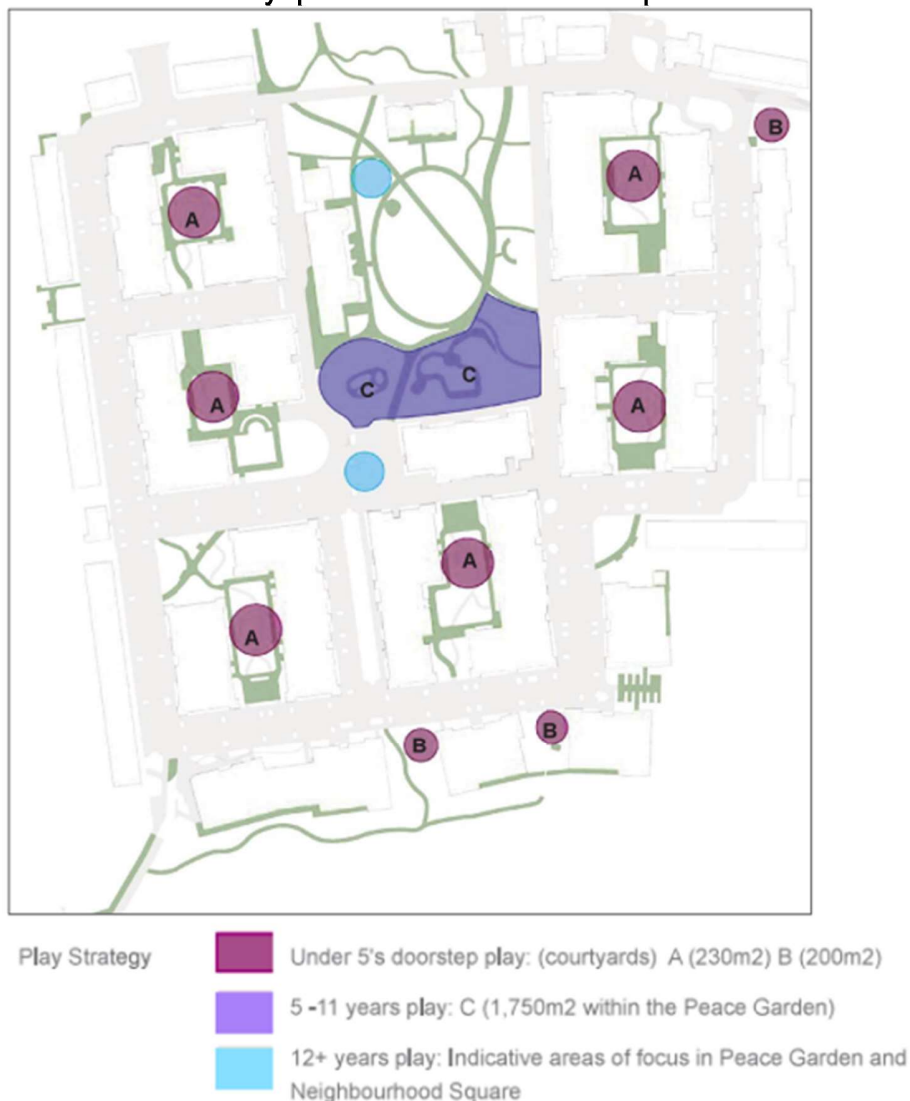 B
A
A
C
C
A
A
A
A
B
B
Play Strategy
Under 5's doorstep play: (courtyards) A (230m2) B (200m2)
5 -11 years play: C (1,750m2 within the Peace Garden)
12+ years play: Indicative areas of focus in Peace Garden and
Neighbourhood Square